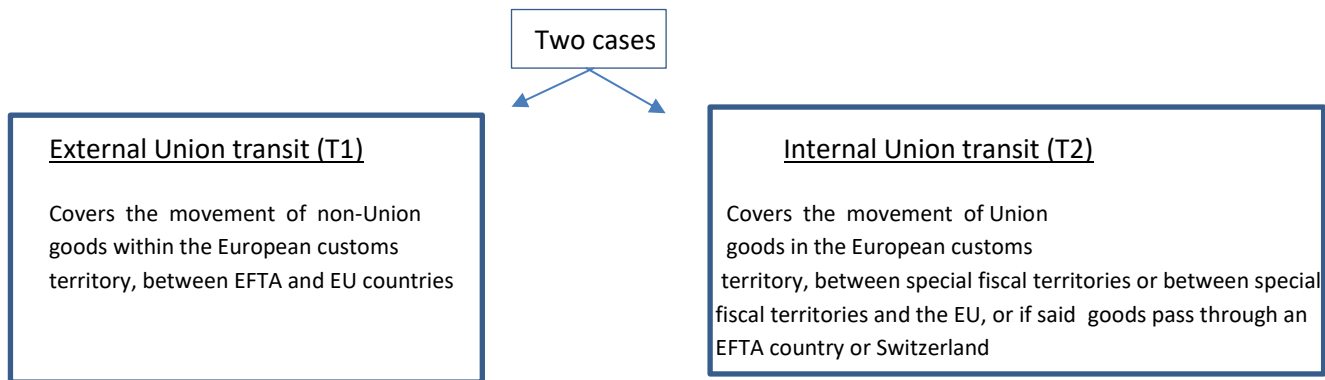 Two cases
External Union transit (T1)
Covers the movement of non-Union
goods within the European customs
territory, between EFTA and EU countries
Internal Union transit (T2)
Covers the movement of Union
goods in the European customs
territory, between special fiscal territories or between special
fiscal territories and the EU, or if said goods pass through an
EFTA country or Switzerland